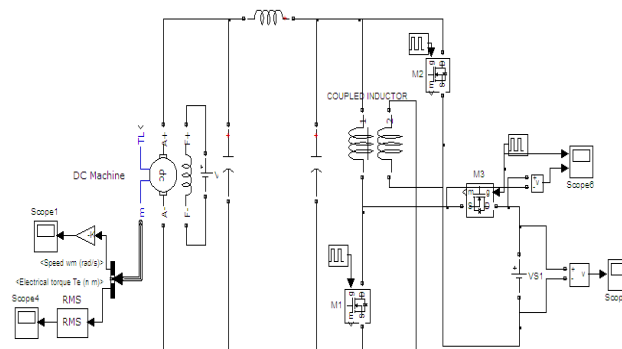 M2
COUPLED INDUCTOR
1
2
TL
A+
F+
DC Machine
dc
V
M3
m
g
D
S
+
-
v
Scope6
m
A-
F-
Scope1
<Speed wm (rad/s)>
<Electrical torque Te (n m)>
Scope4
RMS
RMS
M1
VS1
+
-
v
Scop